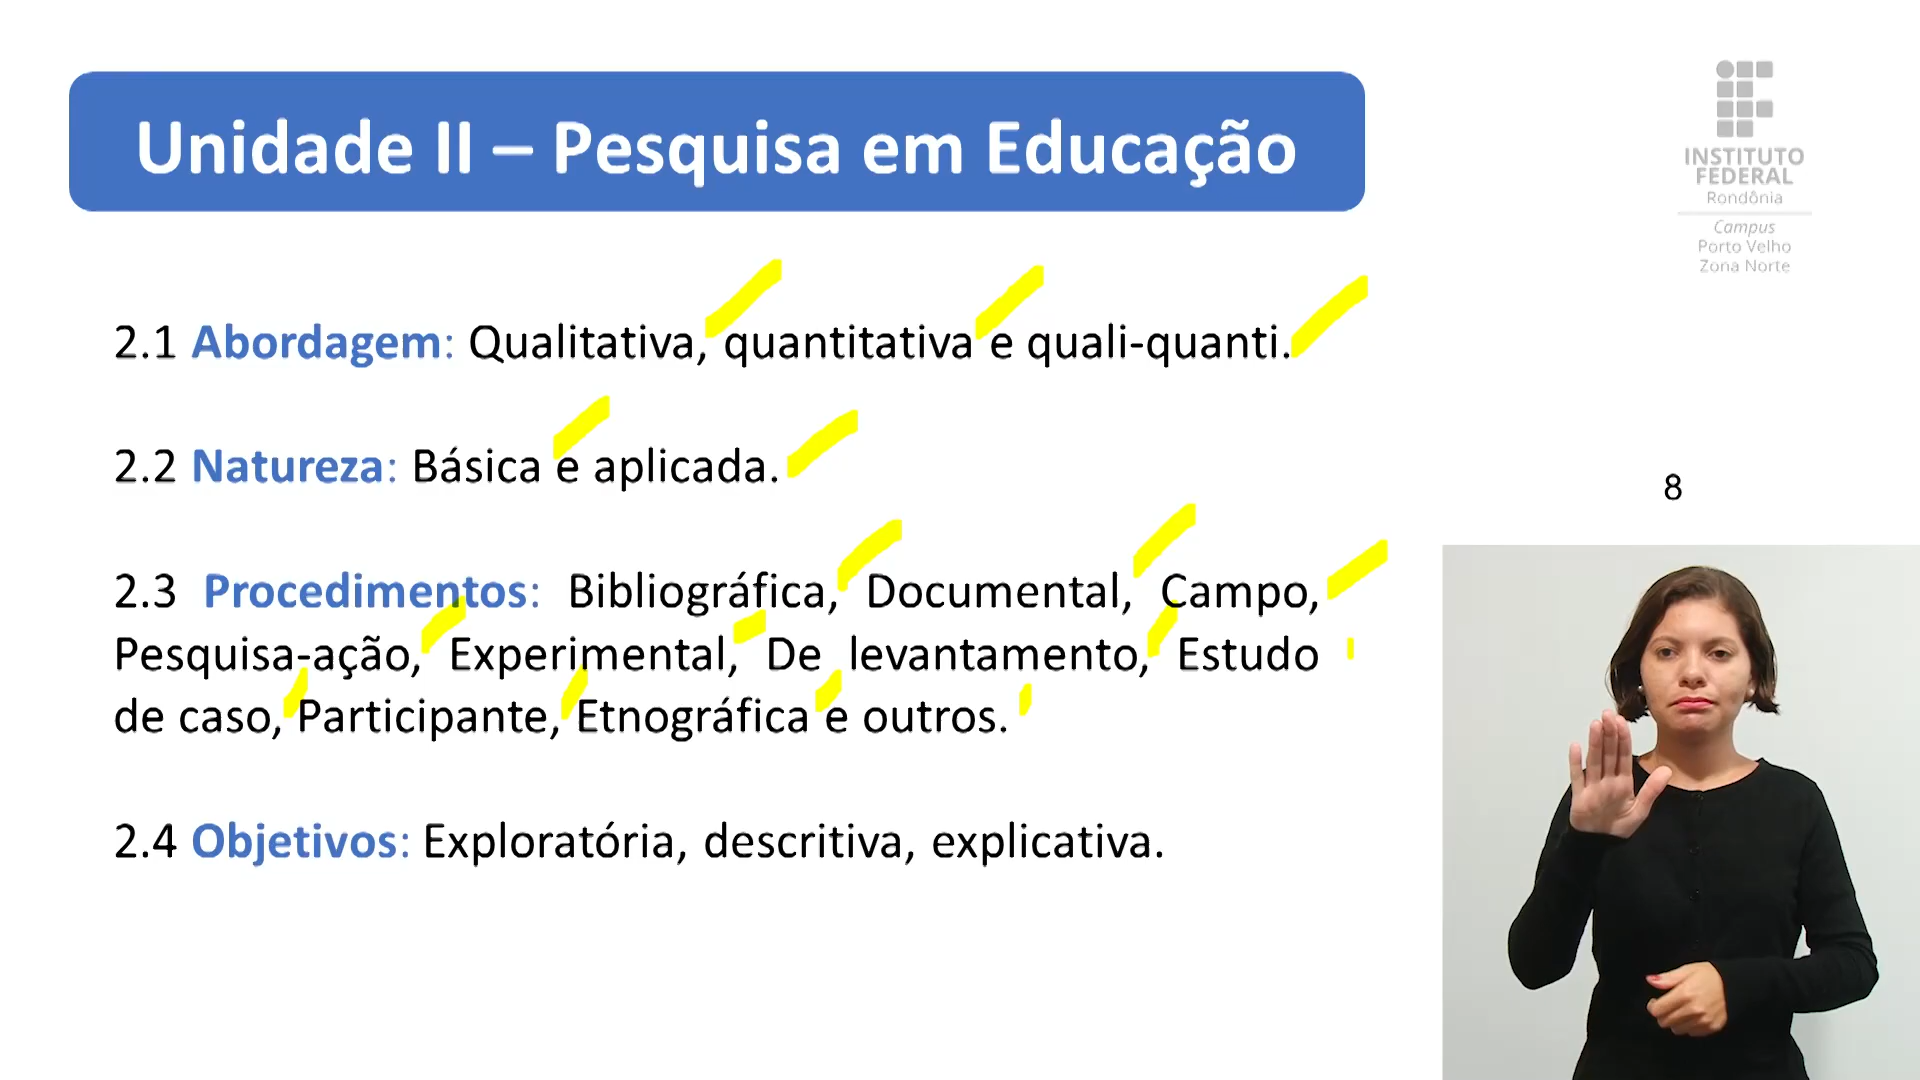 Unidade II – Pesquisa em Educação
INSTITUTO
FEDERAL
Rondônia
Campus
Porto Velho
Zona Norte
2.1 Abordagem: Qualitativa, quantitativa e quali-quanti.
2.2 Natureza: Básica e aplicada.
8
2.3 Procedimentos: Bibliográfica, Documental, Campo,
Pesquisa-ação, Experimental, De levantamento, Estudo
de caso, Participante, Etnográfica e outros.
2.4 Objetivos: Exploratória, descritiva, explicativa.